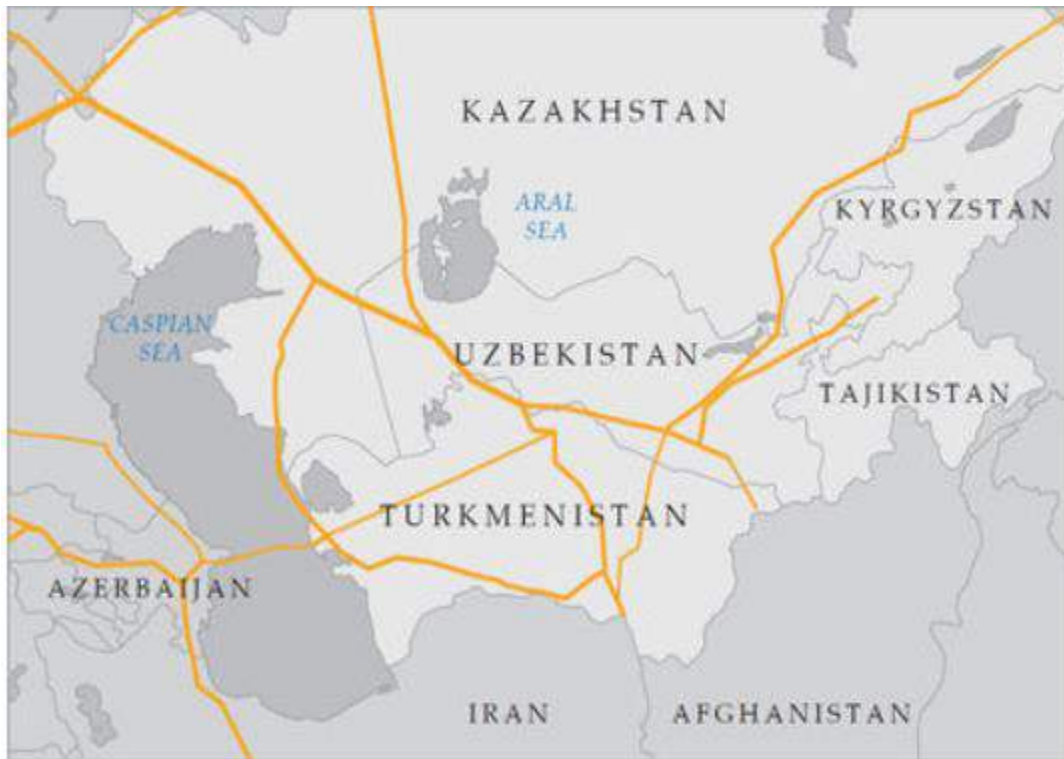 KAZAKHSTAN
ARAL
SEA
KYRGYZSTAN
CASPIAN
SEA
UZBEKISTAN
TAJIKISTAN
TURKMENISTAN
AZERBAIJAN
IRAN
AFGHANISTAN